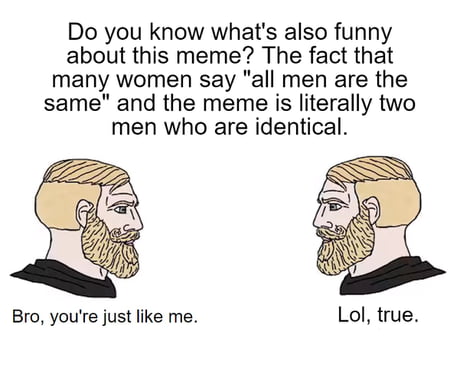 Do you know what's also funny
about this meme? The fact that
many women say "all men are the
same" and the meme is literally two
men who are identical.
Bro, you're just like me.
Lol, true.